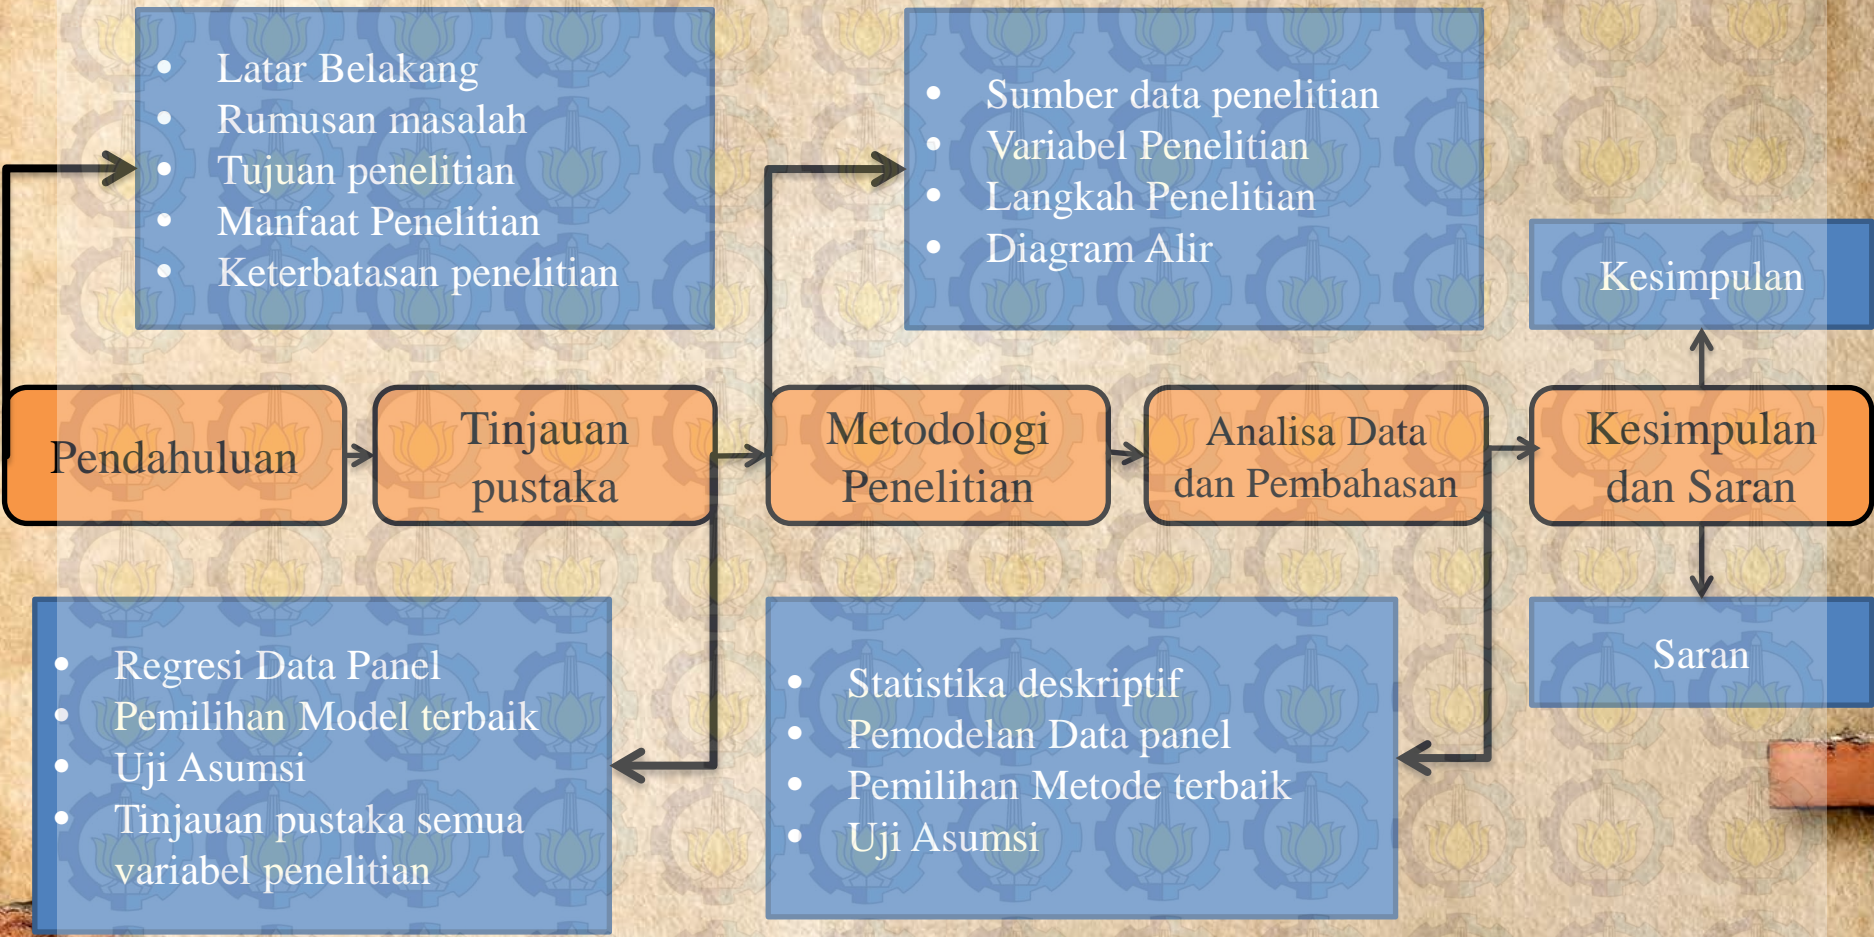 • Latar Belakang
• Rumusan masalah
• Tujuan penelitian
• Manfaat Penelitian
• Keterbatasan penelitian
• Sumber data penelitian
• Variabel Penelitian
• Langkah Penelitian
• Diagram Alir
Kesimpulan
Pendahuluan
Tinjauan
pustaka
Metodologi
Penelitian
Analisa Data
dan Pembahasan
Kesimpulan
dan Saran
• Regresi Data Panel
• Pemilihan Model terbaik
• Uji Asumsi
• Tinjauan pustaka semua
variabel penelitian
• Statistika deskriptif
• Pemodelan Data panel
• Pemilihan Metode terbaik
• Uji Asumsi
Saran